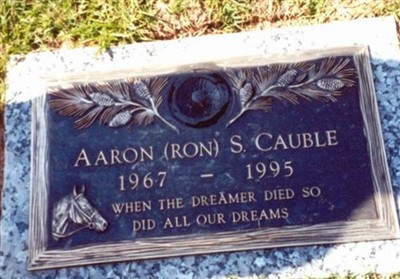 AARON (RON) S. CAUBLE
1967 – 1995
WHEN THE DREAMER DIED SO
DID ALL OUR DREAMS